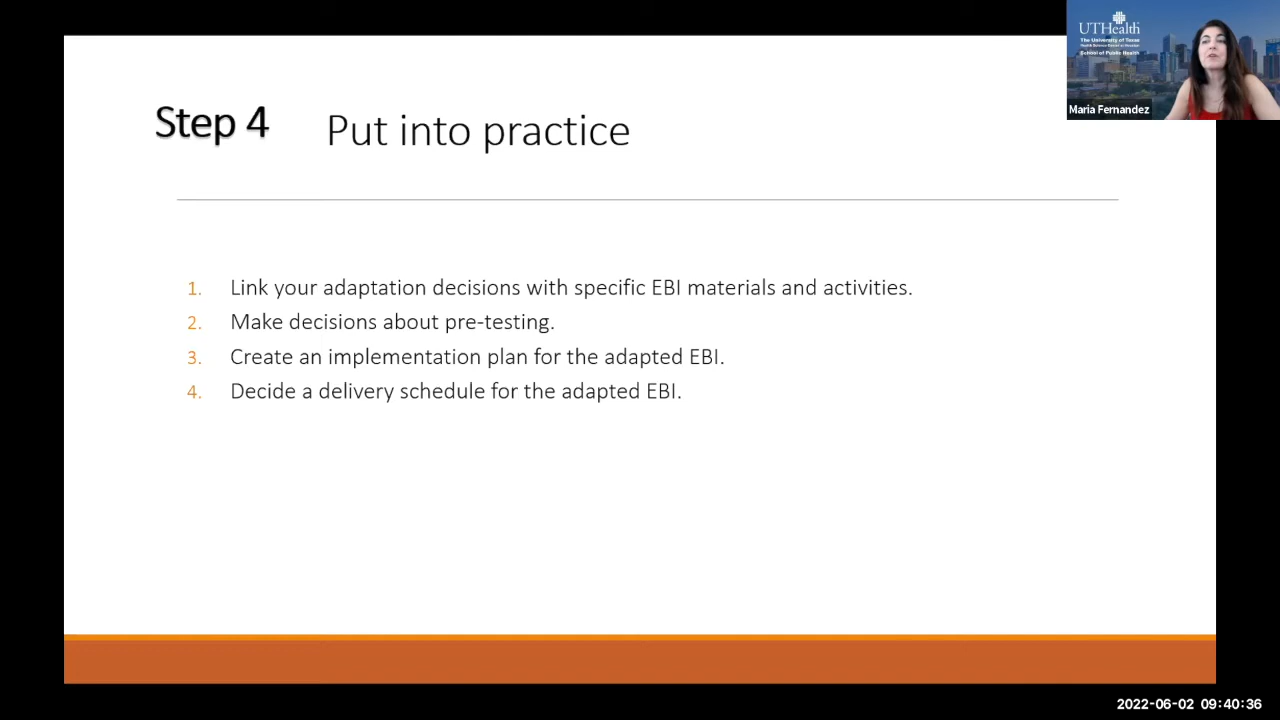 UTHealth
The University of Texas
Health Science Center at Houston
School of Public Health
Maria Fernandez
Step 4 Put into practice
1. Link your adaptation decisions with specific EBI materials and activities.
2. Make decisions about pre-testing.
3. Create an implementation plan for the adapted EBI.
4. Decide a delivery schedule for the adapted EBI.
2022-06-02 09:40:36